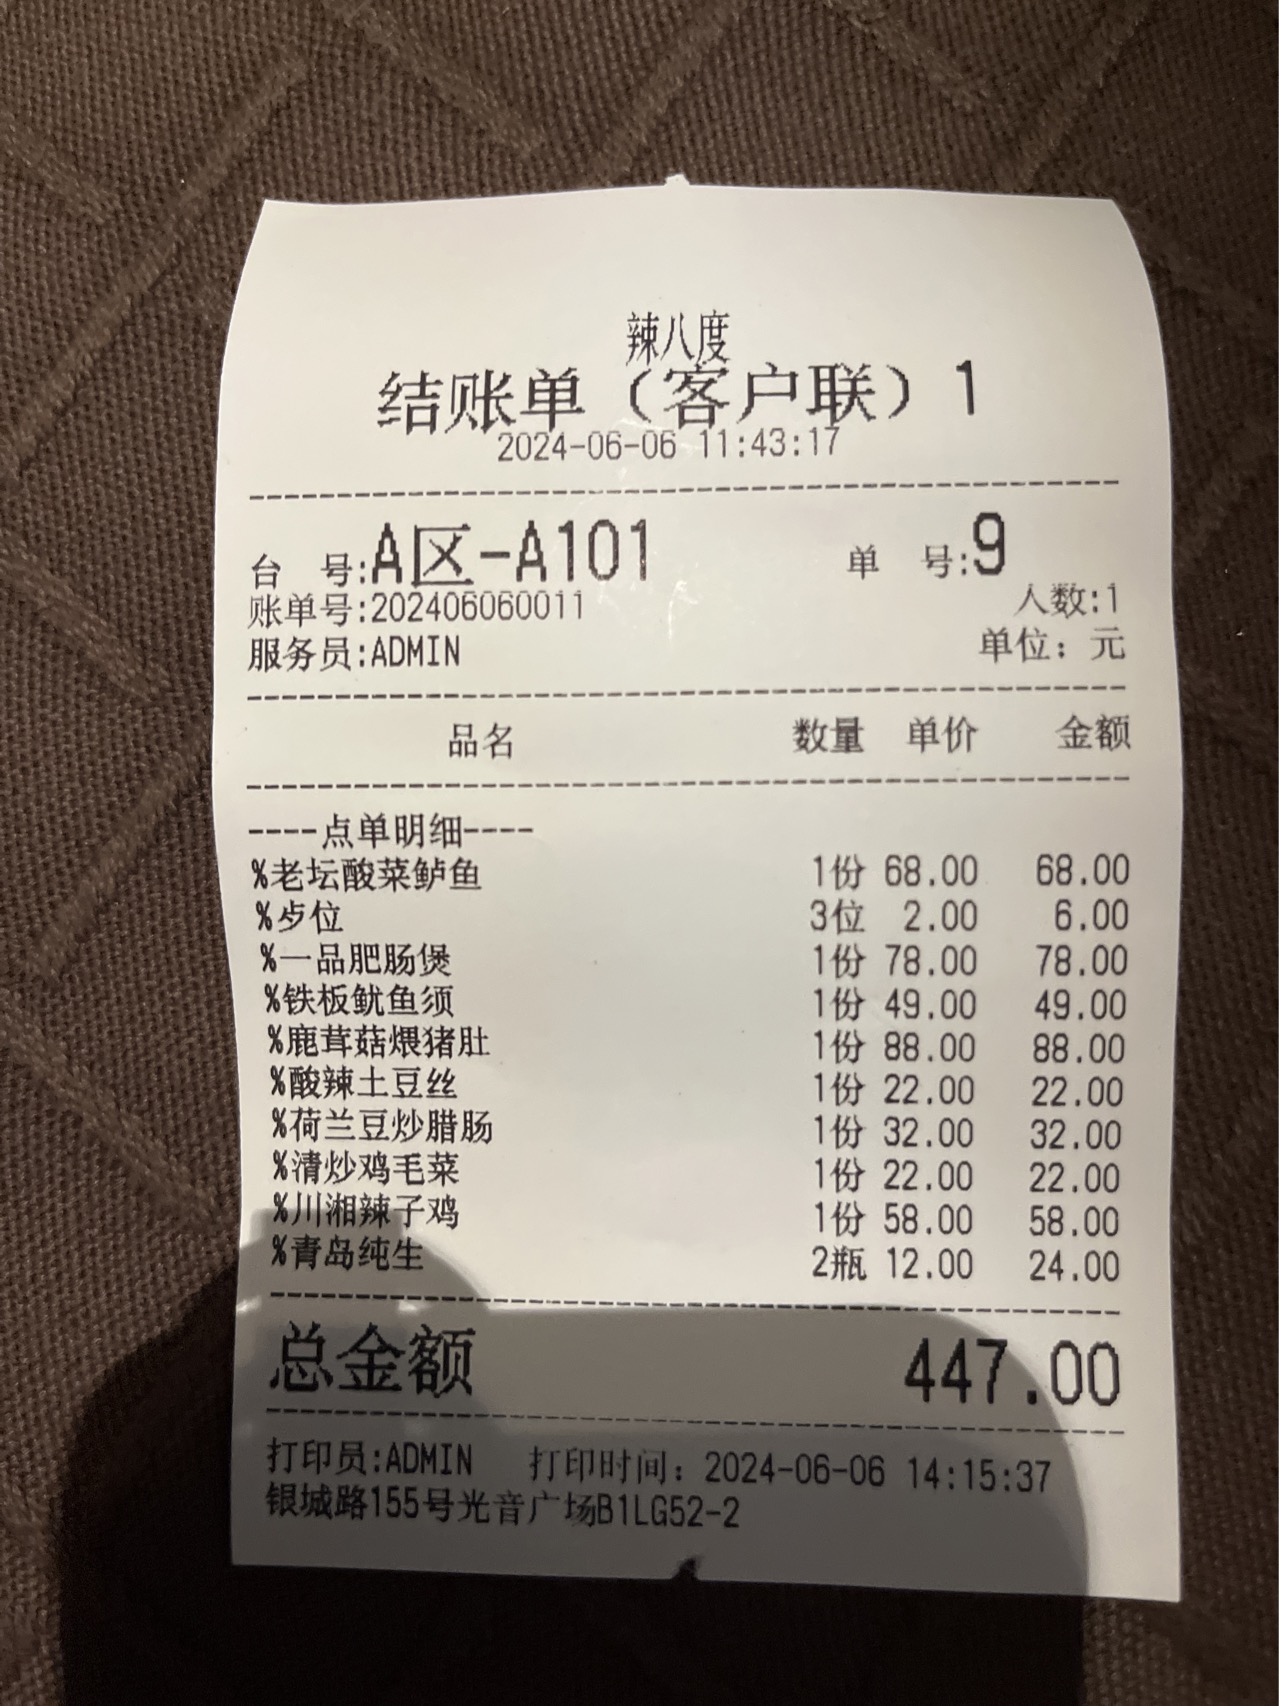 辣八度
结账单（客户联）1
2024-06-06 11:43:17
台 号:A区-A101 单 号:9
账单号:202406060011 人数:1
服务员:ADMIN 单位：元
品名 数量 单价 金额
----点单明细----
%老坛酸菜鲈鱼 1份 68.00 68.00
%歺位 3位 2.00 6.00
%一品肥肠煲 1份 78.00 78.00
%铁板鱿鱼须 1份 49.00 49.00
%鹿茸菇煨猪肚 1份 88.00 88.00
%酸辣土豆丝 1份 22.00 22.00
%荷兰豆炒腊肠 1份 32.00 32.00
%清炒鸡毛菜 1份 22.00 22.00
%川湘辣子鸡 1份 58.00 58.00
%青岛纯生 2瓶 12.00 24.00
总金额 447.00
打印员:ADMIN 打印时间：2024-06-06 14:15:37
银城路155号光音广场B1LG52-2